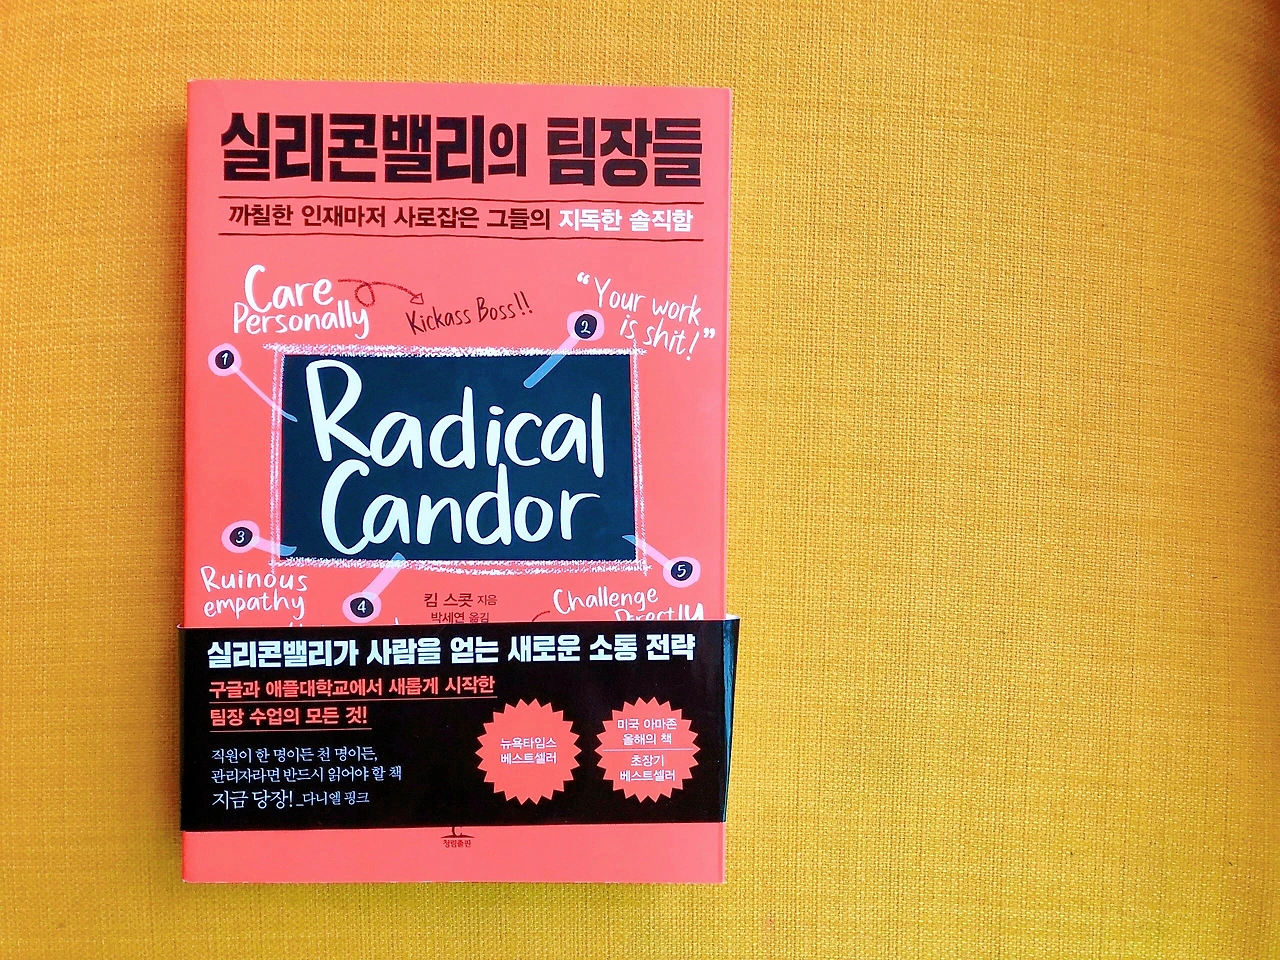 실리콘밸리의 팀장들
까칠한 인재마저 사로잡은 그들의 지독한 솔직함
Care
Personally
Kickass Boss!!
"Your work
is shit!"
1
2
Radical
Candor
3
Ruinous
empathy
4
5
킴 스콧 지음
박세연 옮김
Challenge
Directly
실리콘밸리가 사람을 얻는 새로운 소통 전략
구글과 애플대학교에서 새롭게 시작한
팀장 수업의 모든 것!
직원이 한 명이든 천 명이든,
관리자라면 반드시 읽어야 할 책
지금 당장! _다니엘 핑크
뉴욕타임스
베스트셀러
미국 아마존
올해의 책
초장기
베스트셀러
청림출판